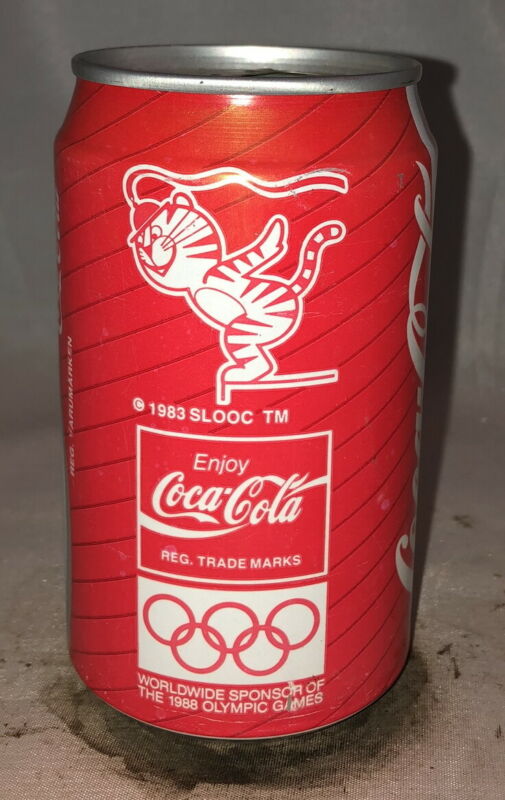 © 1983 SLOOC TM
Enjoy
Coca-Cola
REG. TRADE MARKS
WORLDWIDE SPONSOR OF
THE 1988 OLYMPIC GAMES
REG. VARUMÄRKEN